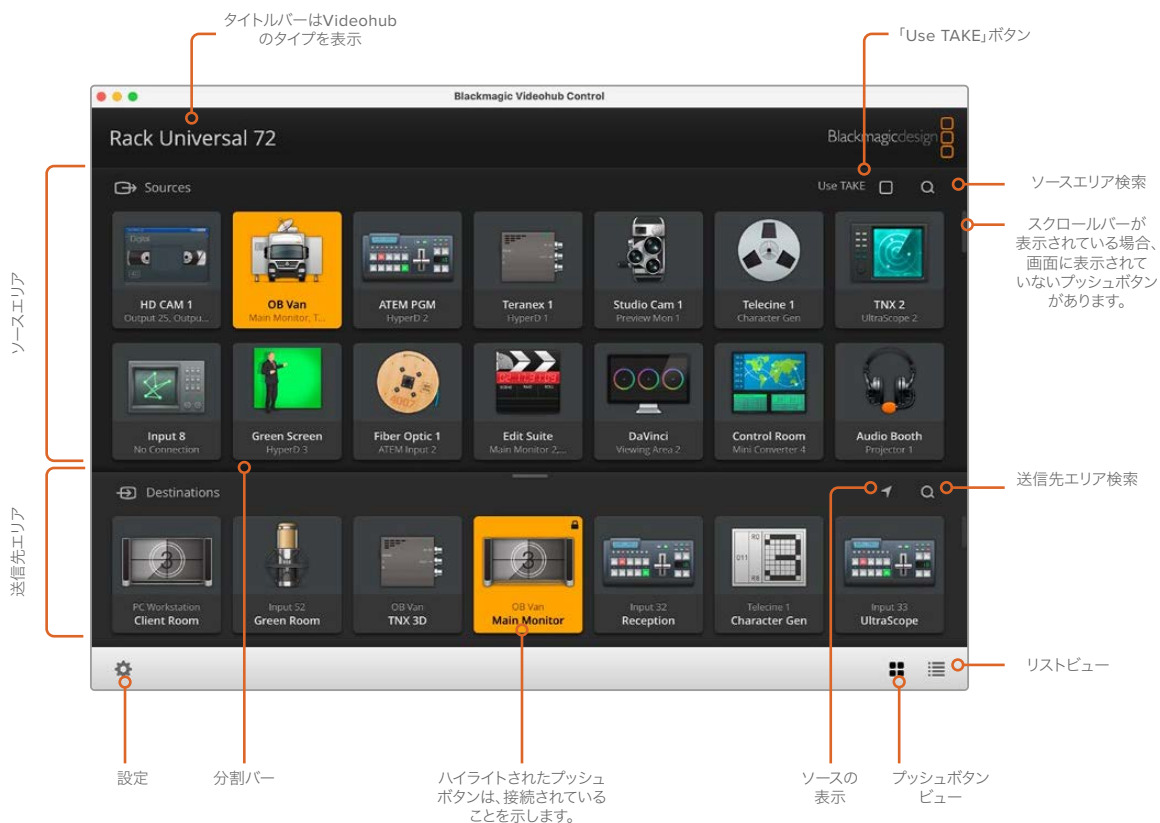 タイトルバーはVideohub
のタイプを表示
「Use TAKE」ボタン
Blackmagic Videohub Control
Rack Universal 72
Blackmagicdesign
Sources
Use TAKE
ソースエリア検索
スクロールバーが
表示されている場合、
画面に表示されて
いないプッシュボタン
があります。
ソースエリア
Digital
HD CAM 1
Output 25, Outpu...
OB Van
Main Monitor, T...
ATEM PGM
HyperD 2
Teranex 1
HyperD 1
Studio Cam 1
Preview Mon 1
Telecine 1
Character Gen
TNX 2
UltraScope 2
Input 8
No Connection
Green Screen
HyperD 3
4007
Fiber Optic 1
ATEM Input 2
Edit Suite
Main Monitor 2,...
DaVinci
Viewing Area 2
Control Room
Mini Converter 4
Audio Booth
Projector 1
送信先エリア
Destinations
送信先エリア検索
3
PC Workstation
Client Room
Input 52
Green Room
OB Van
TNX 3D
3
OB Van
Main Monitor
Input 32
Reception
011
Telecine 1
Character Gen
Input 33
UltraScope
リストビュー
設定
分割バー
ハイライトされたプッシュ
ボタンは、接続されている
ことを示します。
ソースの
表示
プッシュボタン
ビュー